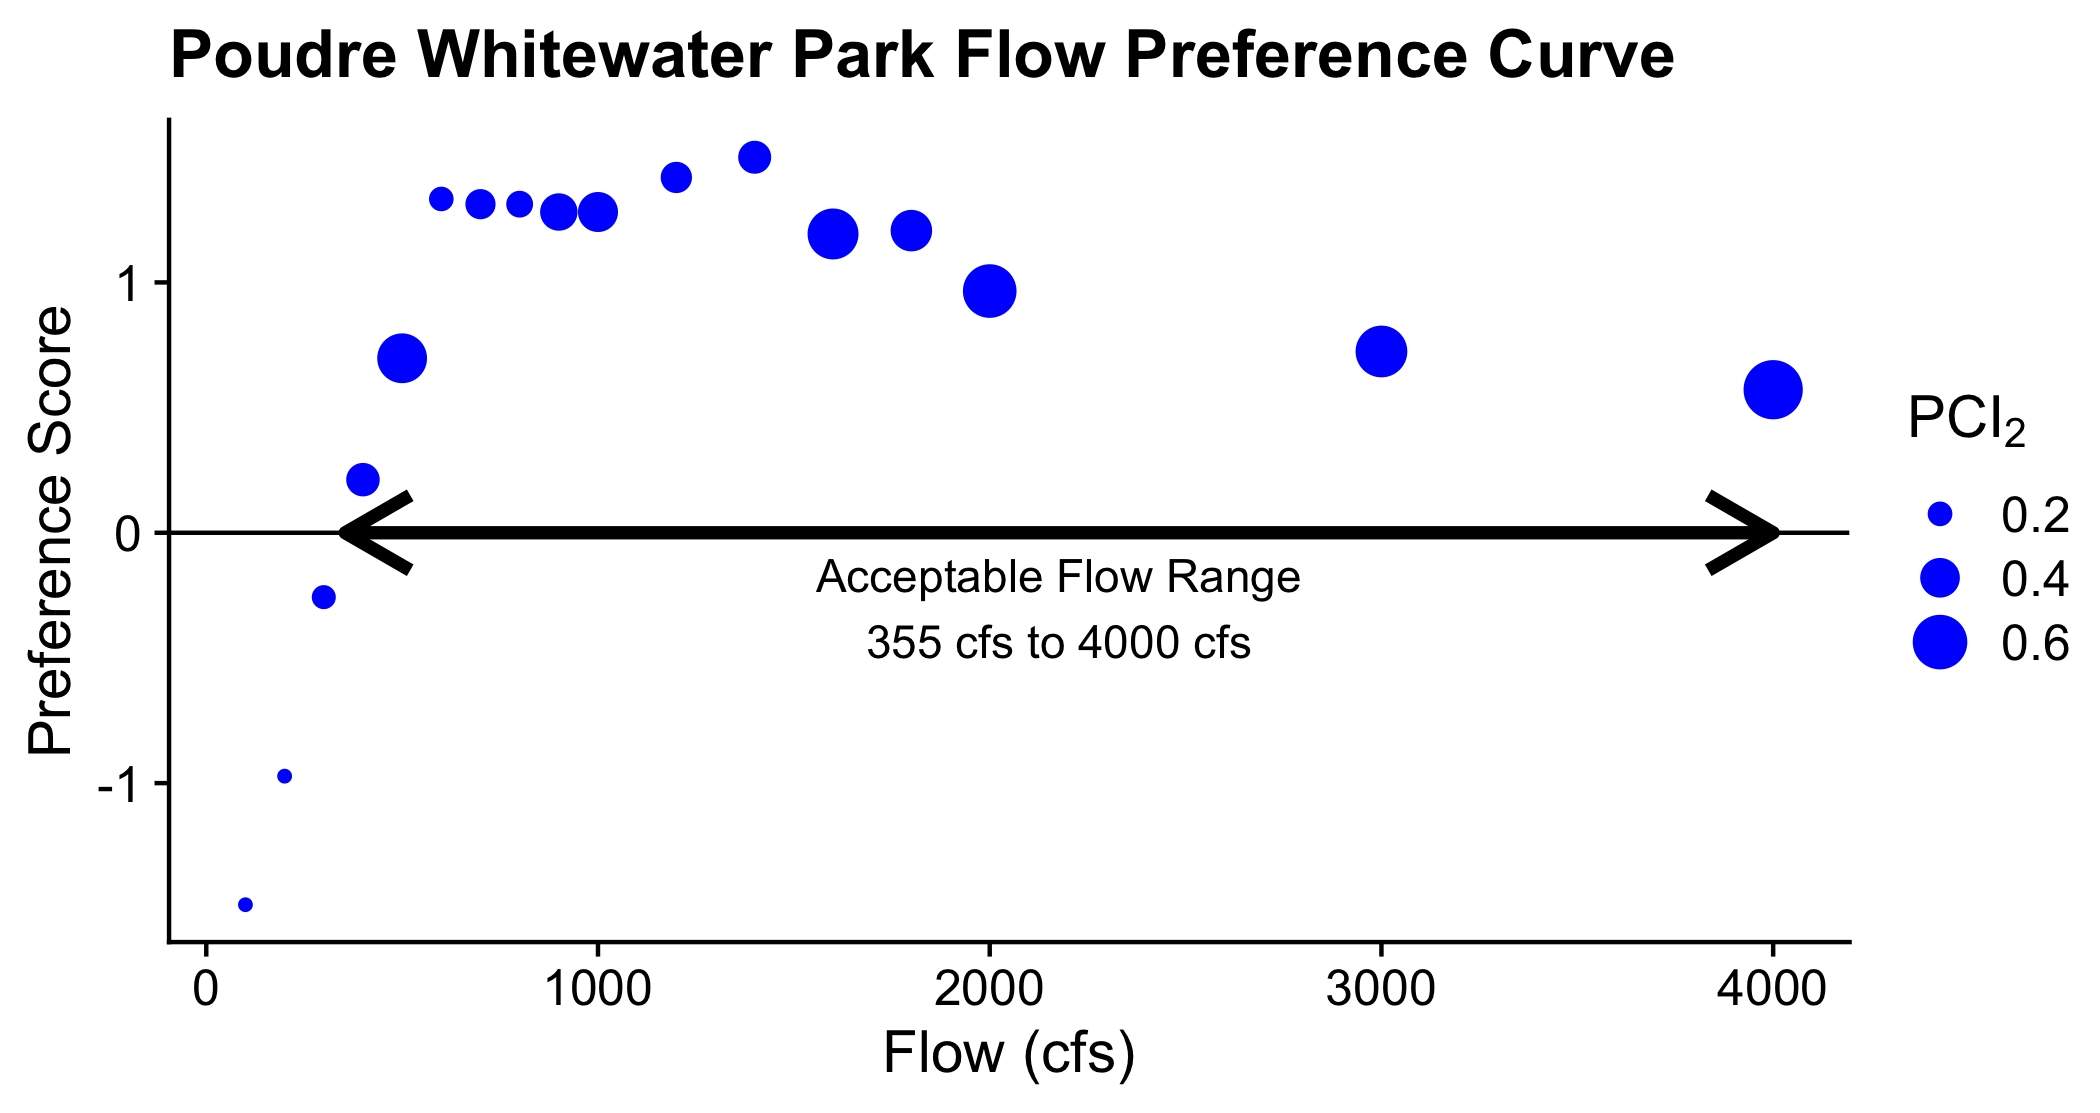 Poudre Whitewater Park Flow Preference Curve
Preference Score
1
0
-1
Acceptable Flow Range
355 cfs to 4000 cfs
0
1000
2000
3000
4000
Flow (cfs)
PCI₂
0.2
0.4
0.6